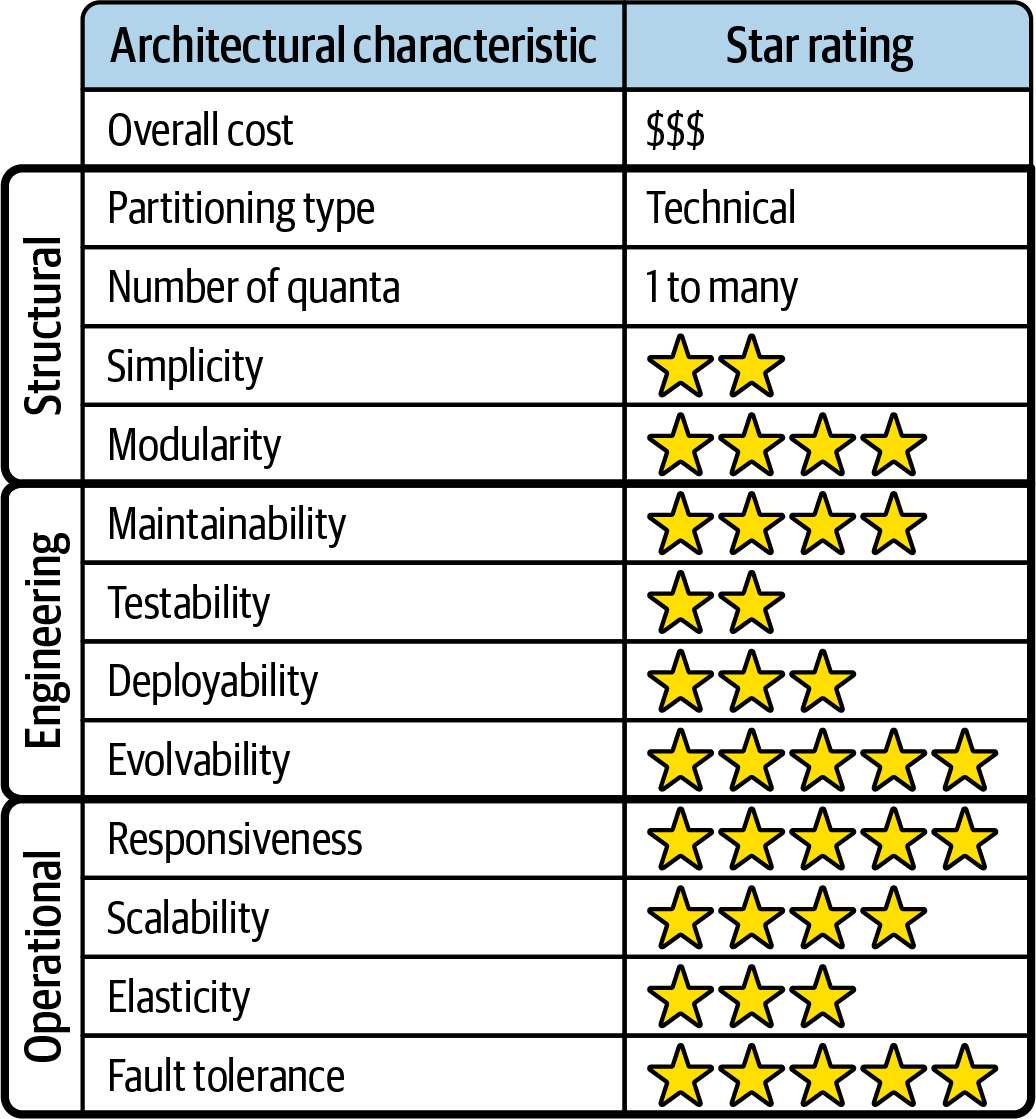 Architectural characteristic Star rating
Overall cost $$$
Structural
Partitioning type Technical
Number of quanta 1 to many
Simplicity
Modularity
Engineering
Maintainability
Testability
Deployability
Evolvability
Operational
Responsiveness
Scalability
Elasticity
Fault tolerance